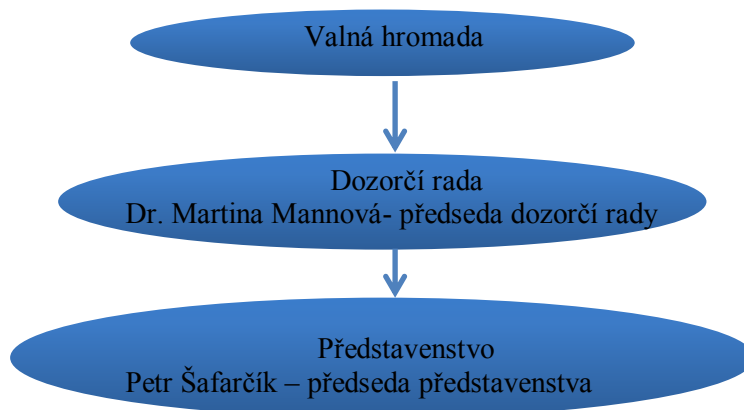 Valná hromada
Dozorčí rada
Dr. Martina Mannová- předseda dozorčí rady
Představenstvo
Petr Šafarčík – předseda představenstva